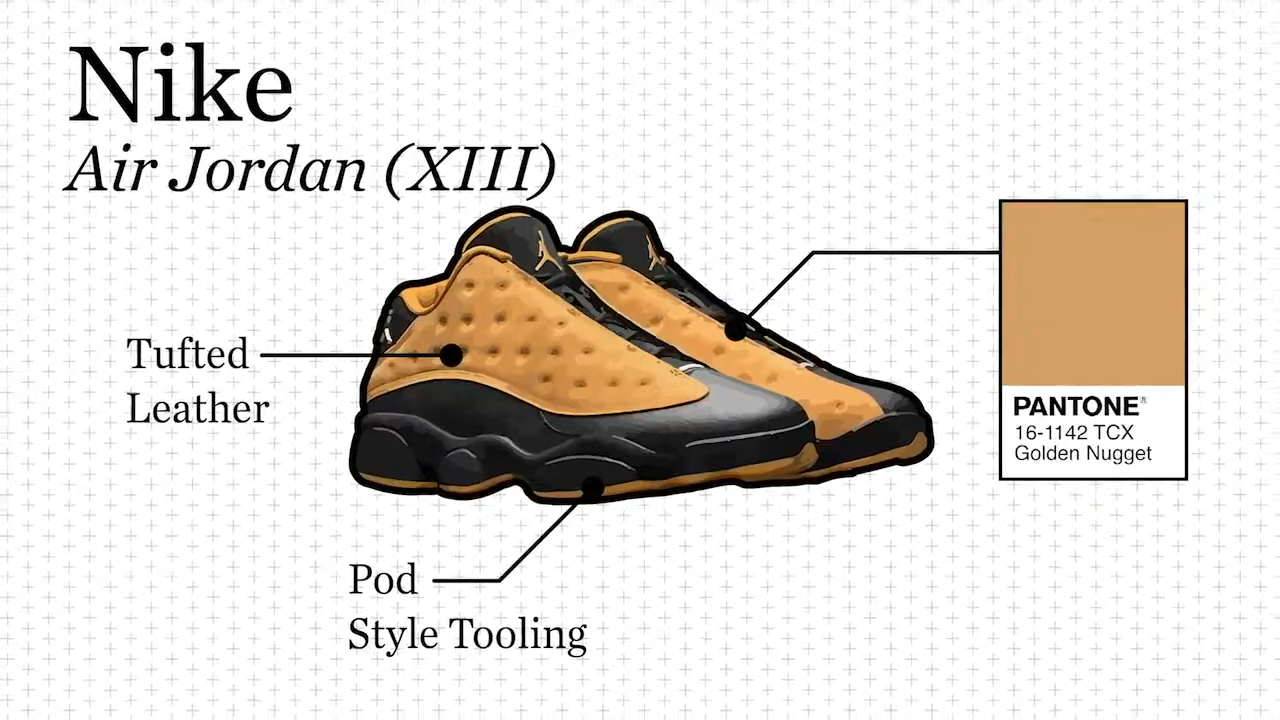 Nike
Air Jordan (XIII)
Tufted
Leather
PANTONE®
16-1142 TCX
Golden Nugget
Pod
Style Tooling